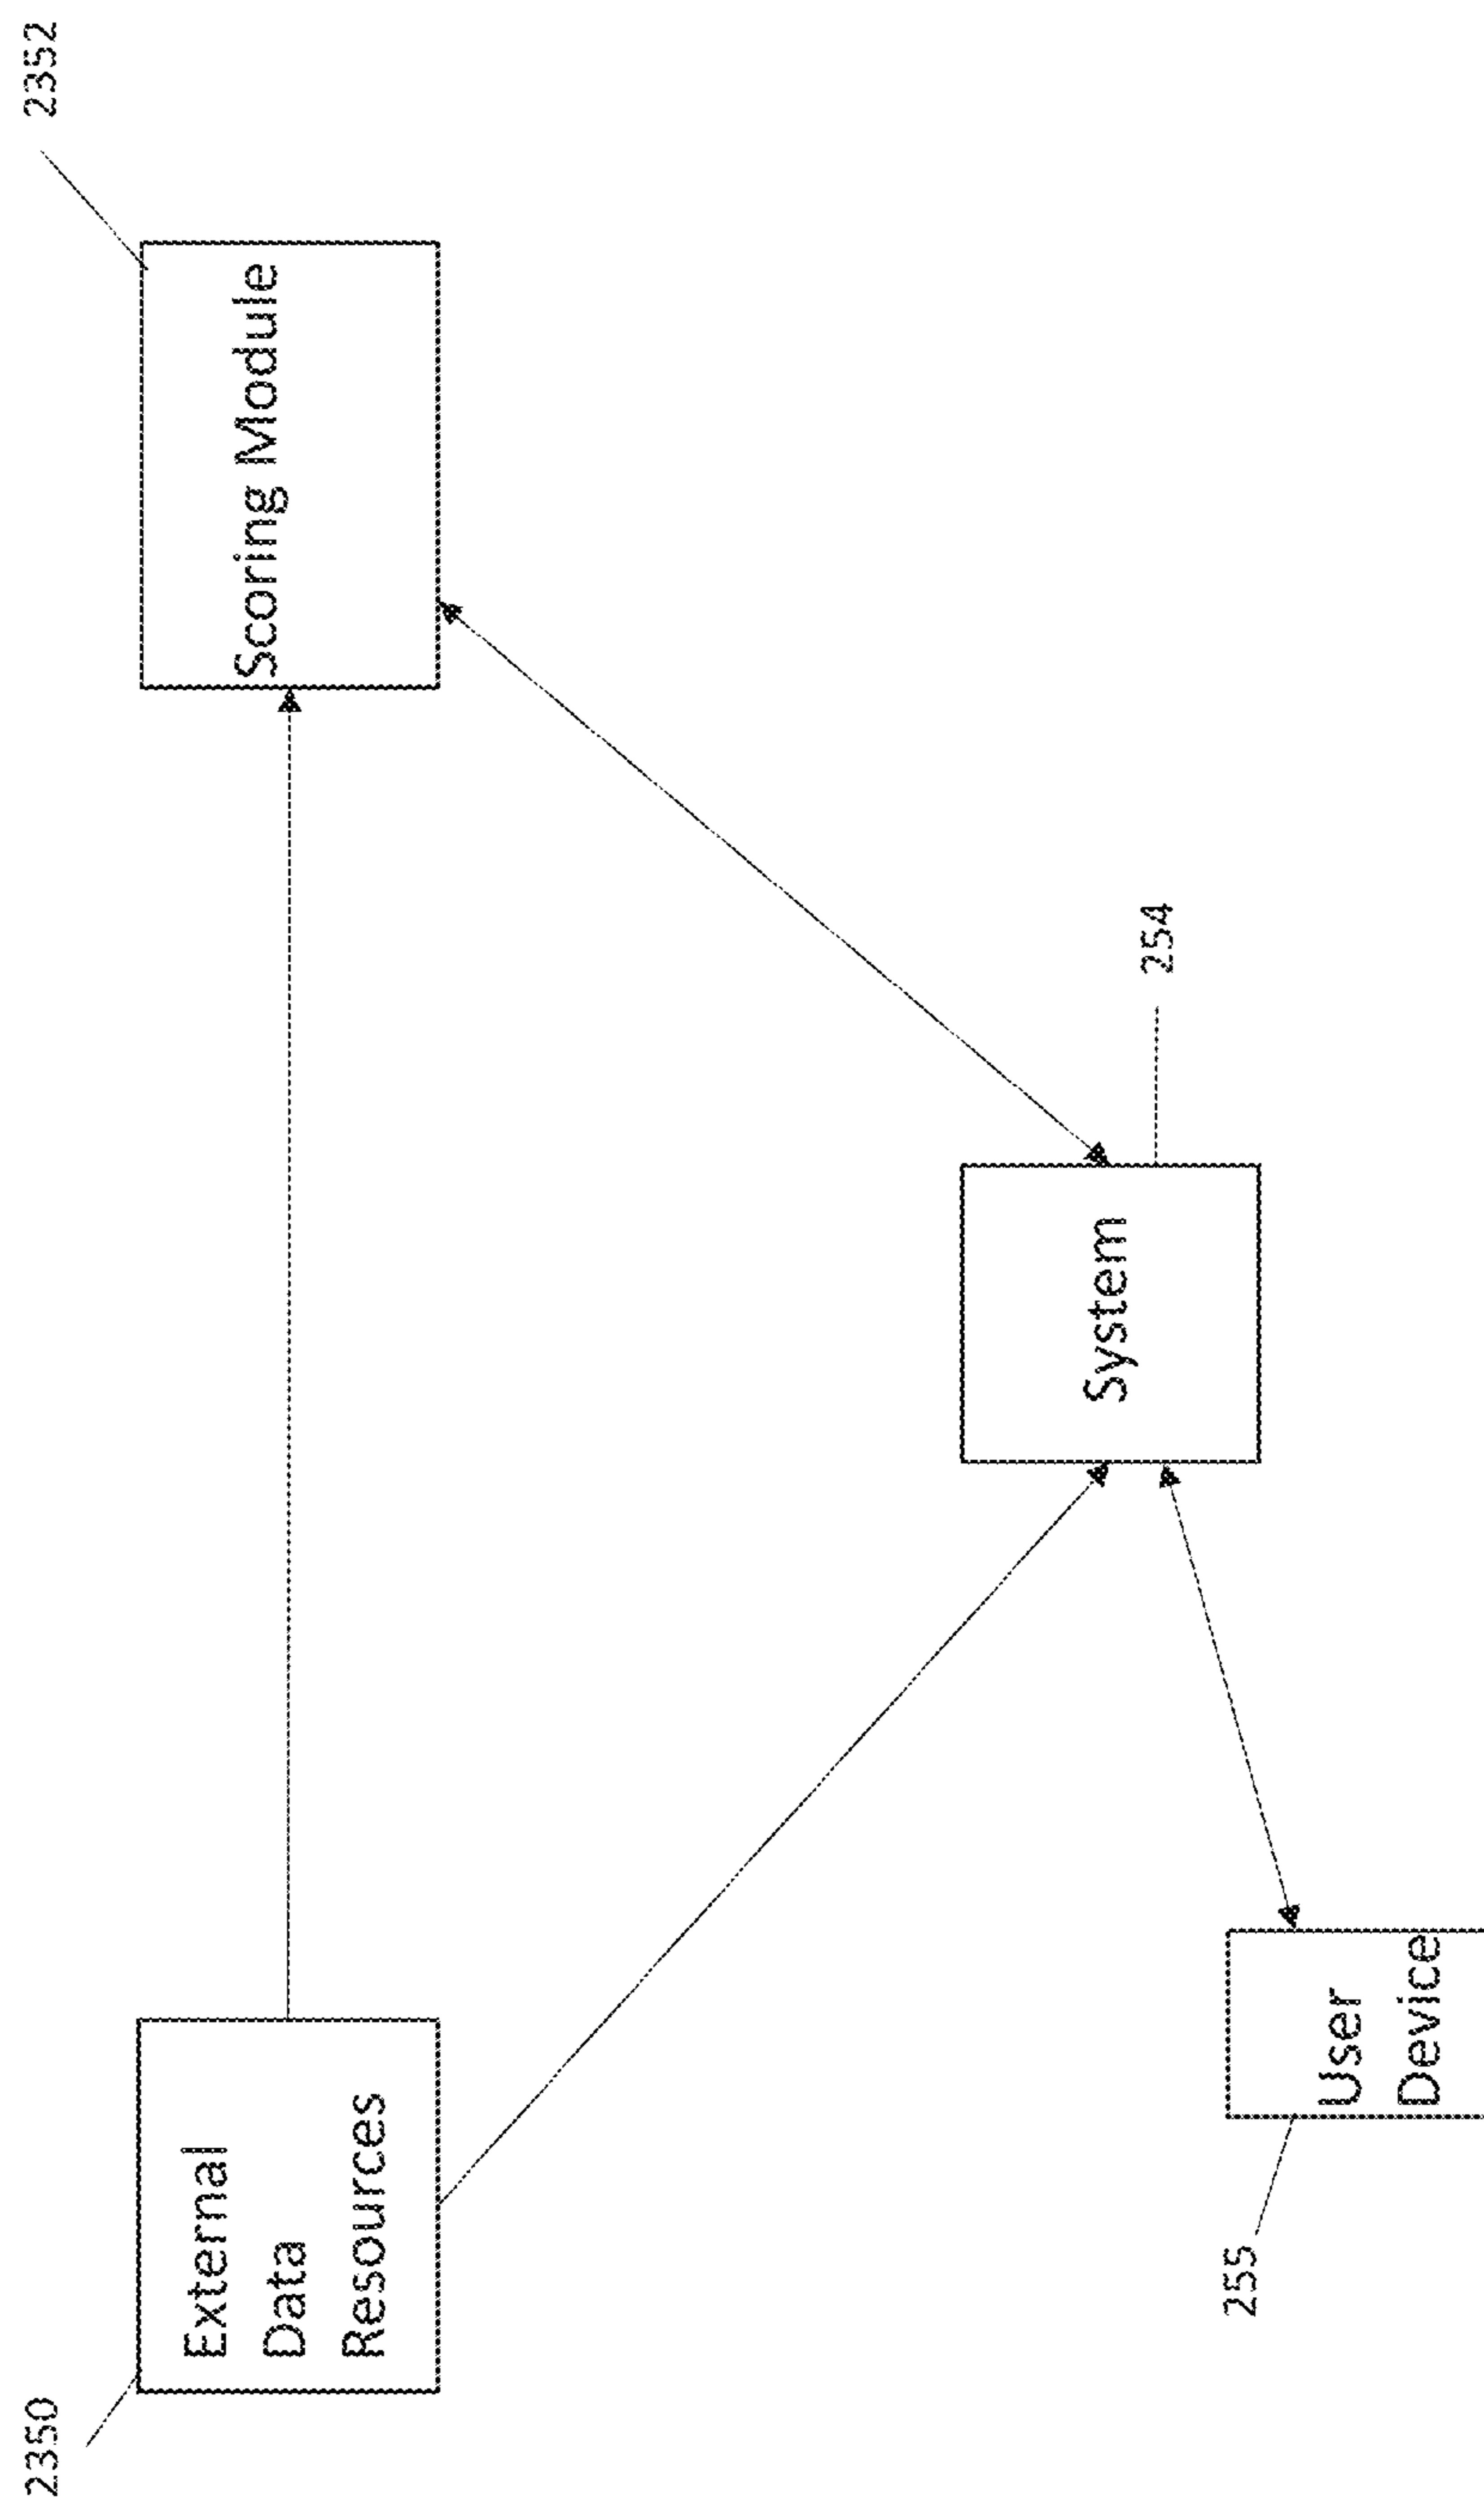 2350
External
Data
Resources
2352
Scoring Module
System
254
User
Device
255